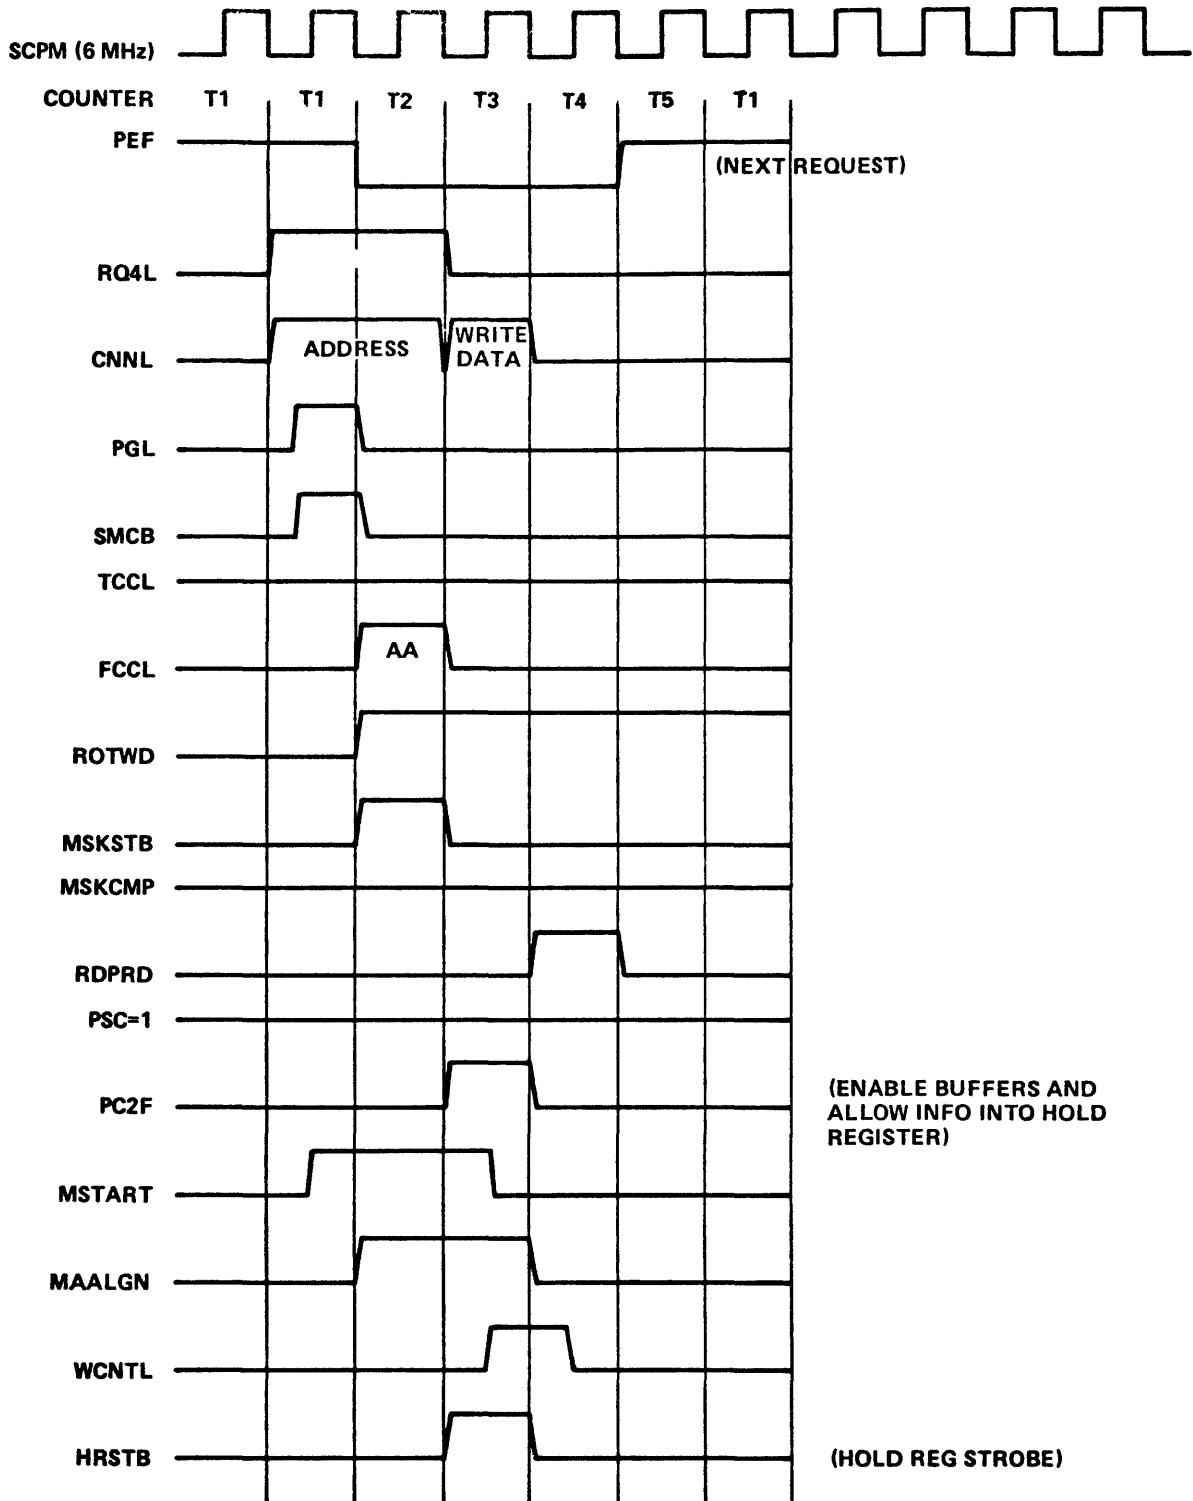 SCPM (6 MHz)
COUNTER T1 T1 T2 T3 T4 T5 T1
PEF
(NEXT REQUEST)
RQ4L
CNNL ADDRESS WRITE DATA
PGL
SMCB
TCCL
FCCL AA
ROTWD
MSKSTB
MSKCMP
RDPRD
PSC=1
PC2F
(ENABLE BUFFERS AND
ALLOW INFO INTO HOLD
REGISTER)
MSTART
MAALGN
WCNTL
HRSTB (HOLD REG STROBE)